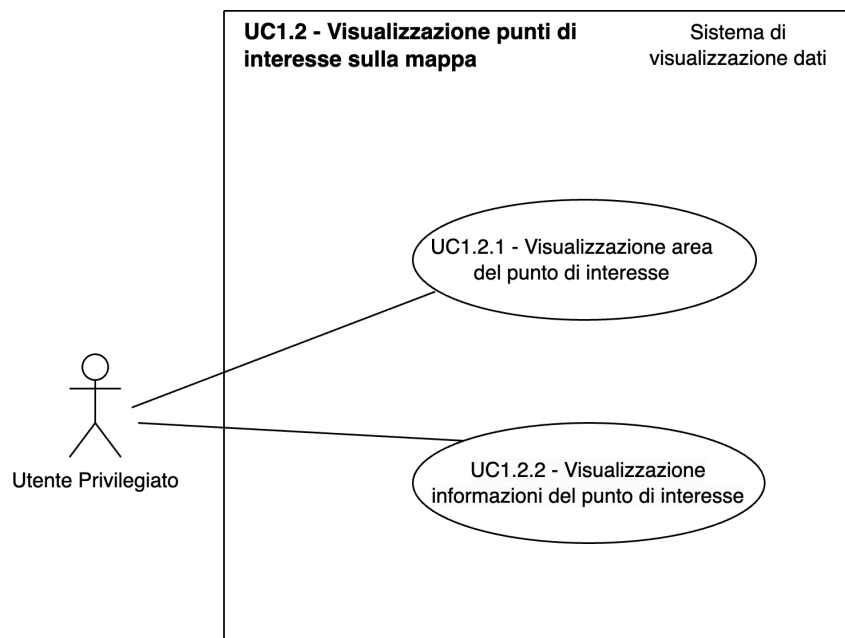 UC1.2 - Visualizzazione punti di
interesse sulla mappa
Sistema di
visualizzazione dati
UC1.2.1 - Visualizzazione area
del punto di interesse
Utente Privilegiato
UC1.2.2 - Visualizzazione
informazioni del punto di interesse